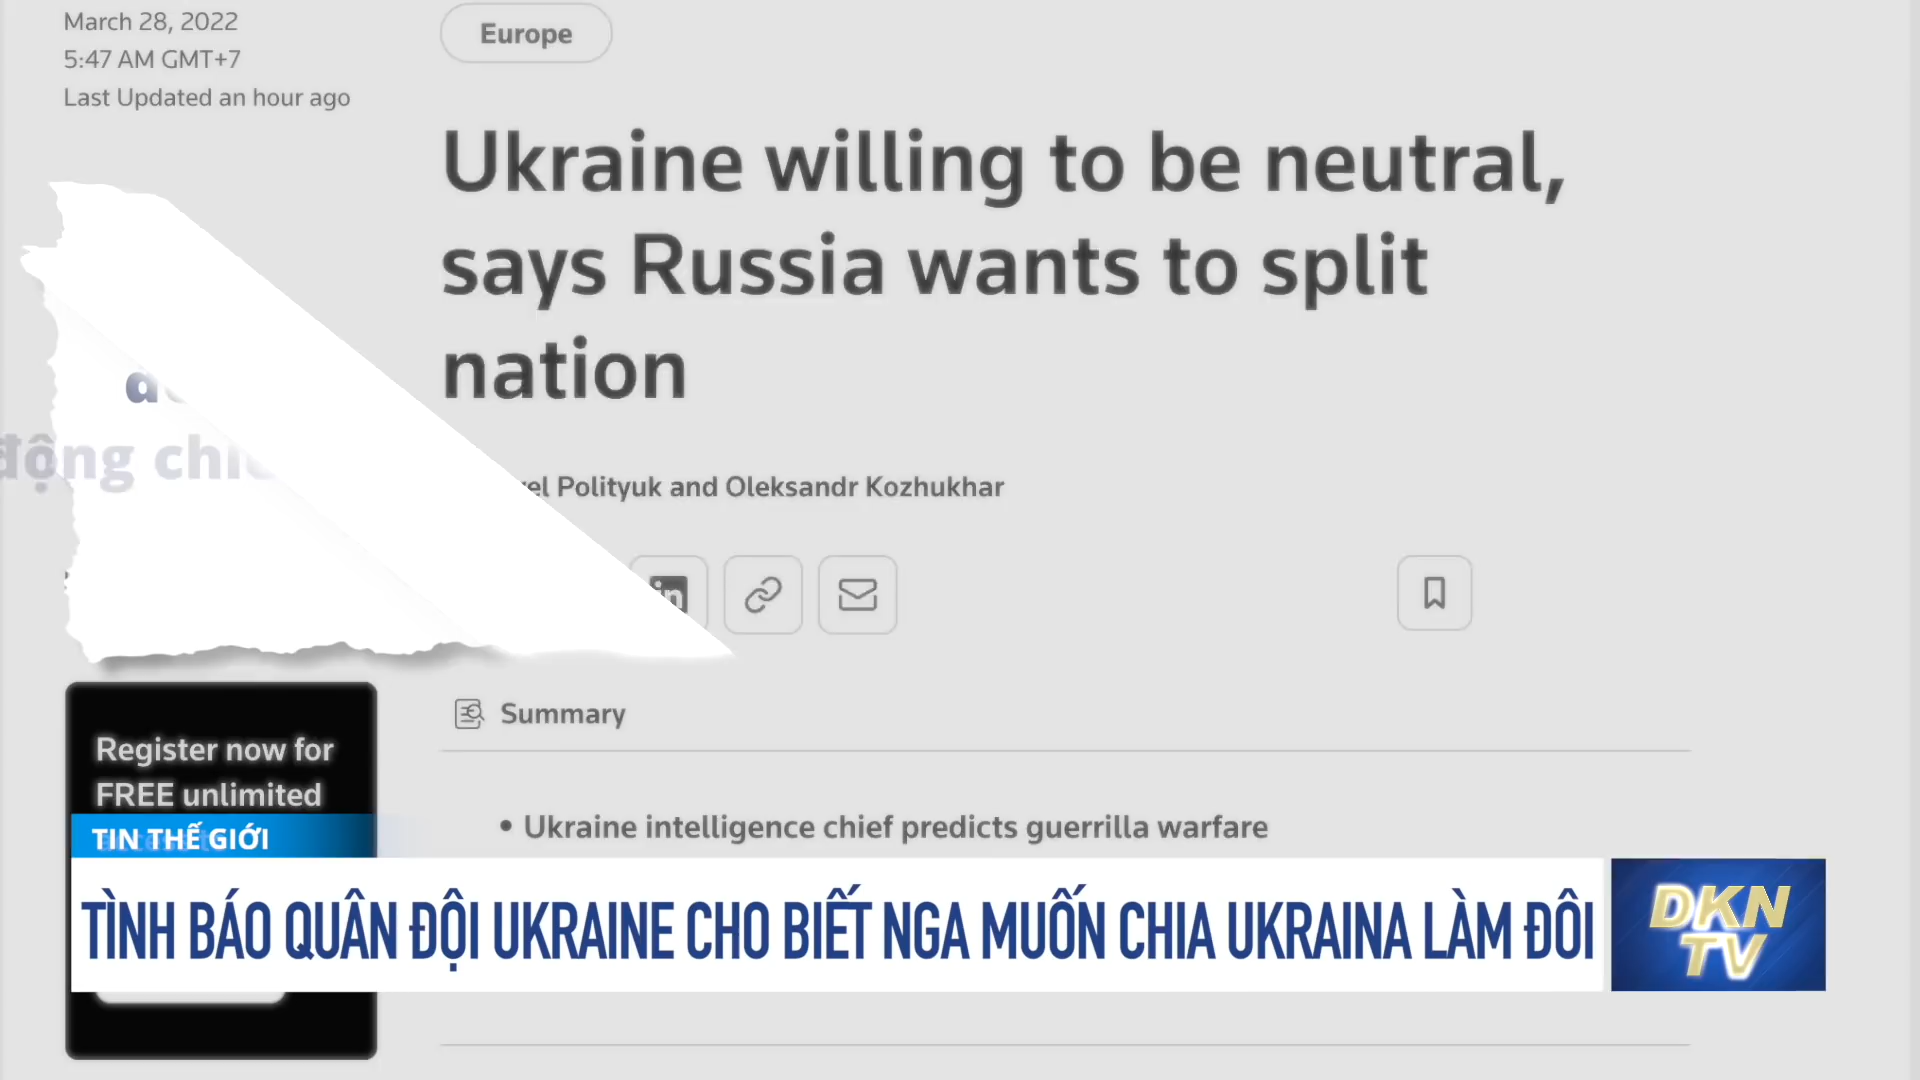 March 28, 2022
5:47 AM GMT+7
Last Updated an hour ago
Europe
Ukraine willing to be neutral,
says Russia wants to split
nation
Polityuk and Oleksandr Kozhukhar
in
động
Summary
Register now for
FREE unlimited
• Ukraine intelligence chief predicts guerrilla warfare
TIN THẾ GIỚI
TÌNH BÁO QUÂN ĐỘI UKRAINE CHO BIẾT NGA MUỐN CHIA UKRAINA LÀM ĐÔI
DKN
TV